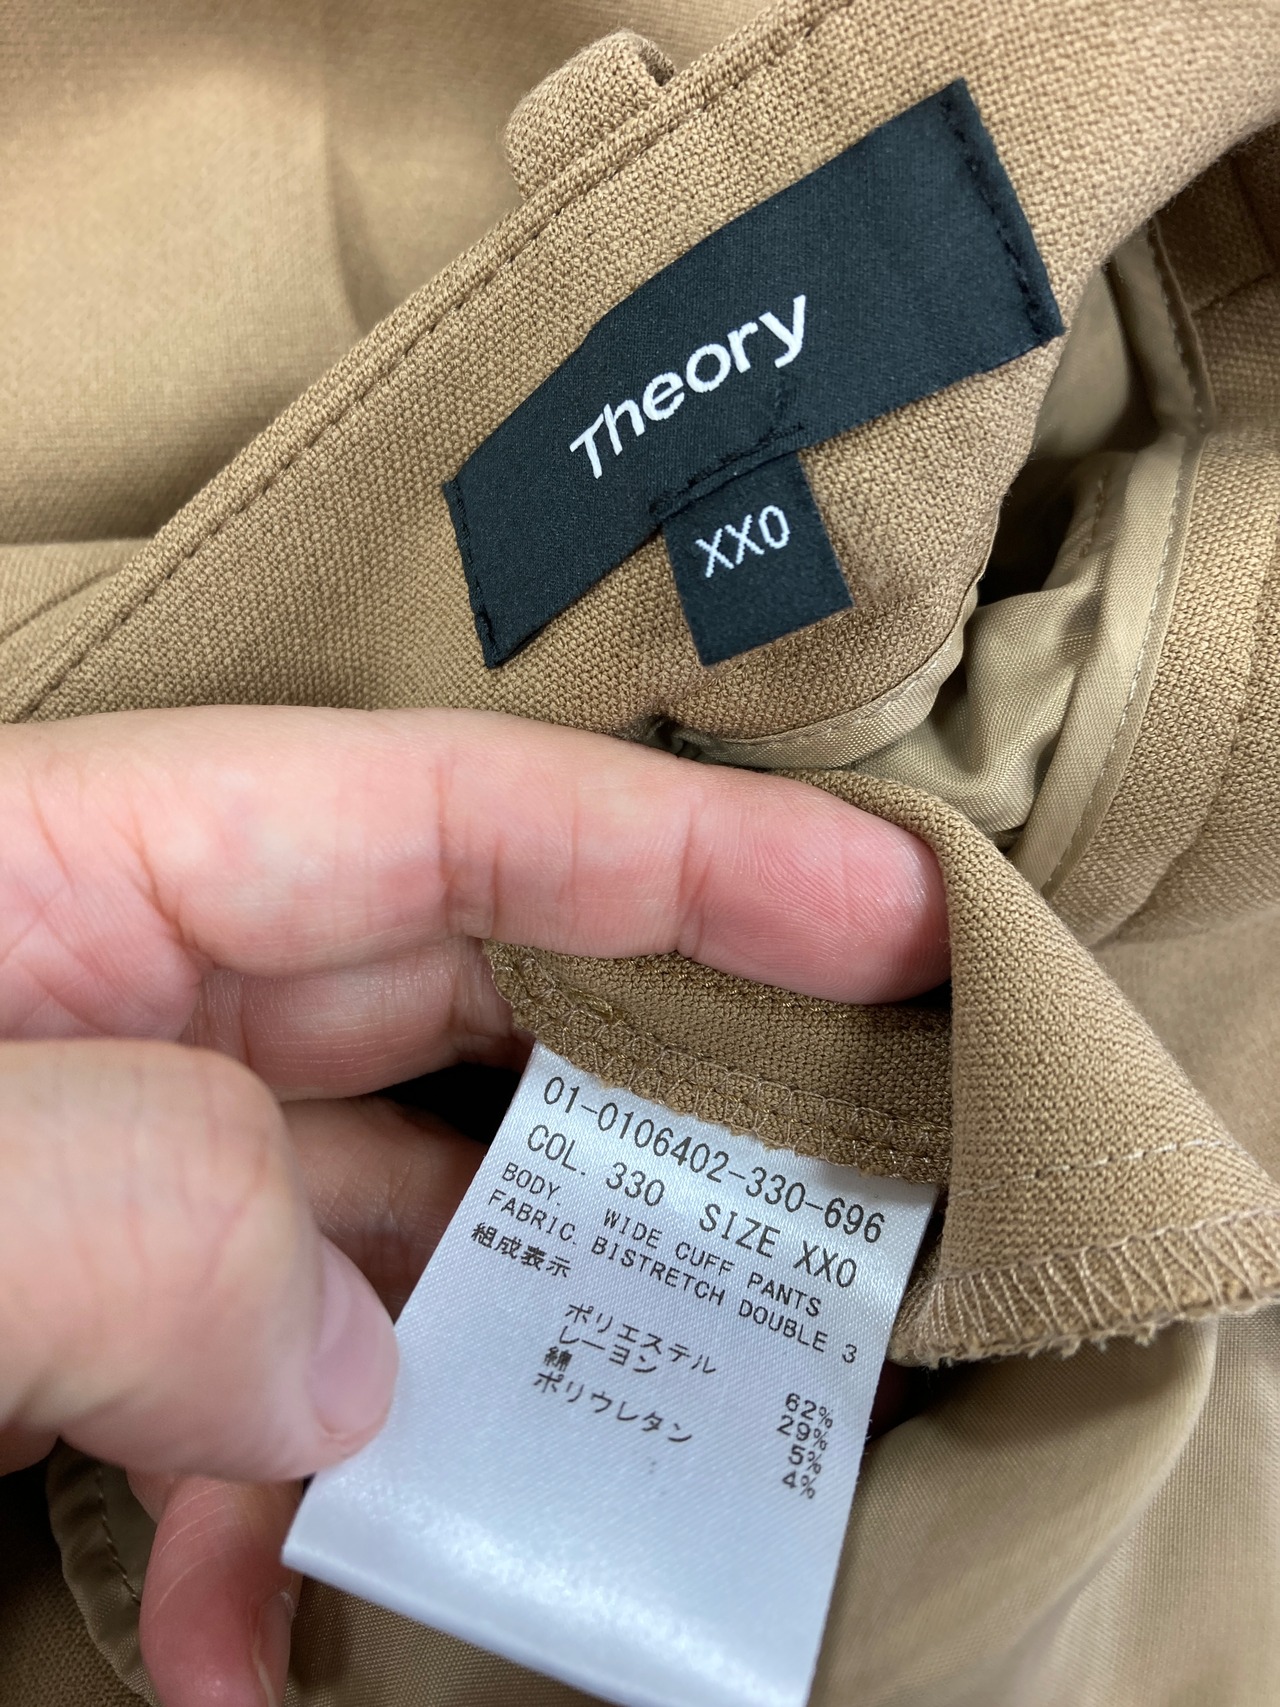 Theory
XX0
01-0106402-330-696
COL. 330 SIZE XX0
BODY. WIDE CUFF PANTS
FABRIC. BISTRETCH DOUBLE 3
組成表示
ポリエステル 62%
レーヨン 29%
綿 5%
ポリウレタン 4%